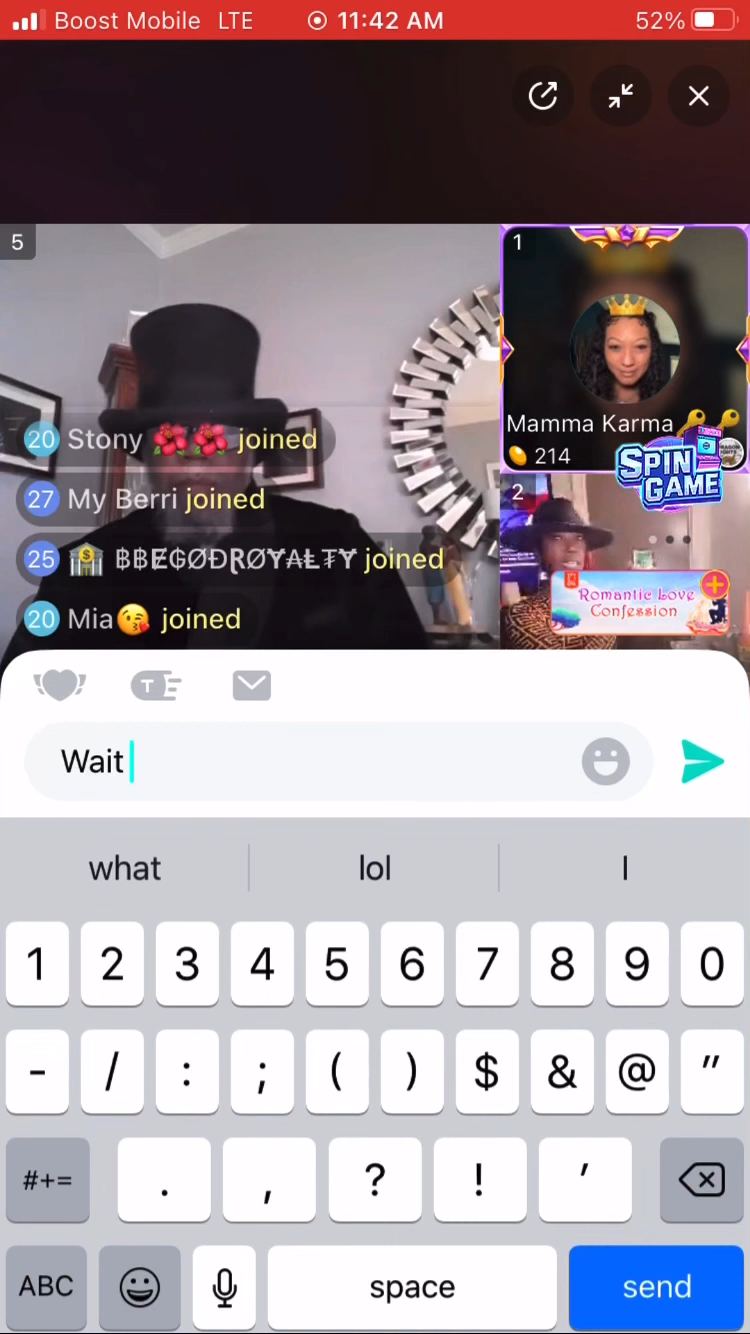 Boost Mobile LTE 11:42 AM 52%
5
1
Mamma Karma
214
SPIN
GAME
2
Romantic Love
Confession
20 Stony 🌺🌺 joined
27 My Berri joined
25 🏦 ฿฿ɆǤØĐⱤØɎ₳Ⱡ₮Ɏ joined
20 Mia😘 joined
T
Wait
what lol I
1 2 3 4 5 6 7 8 9 0
- / : ; ( ) $ & @ "
#+= . , ? ! '
ABC space send